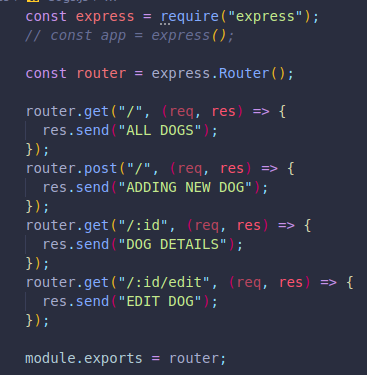 const express = require("express");
// const app = express();
const router = express.Router();
router.get("/", (req, res) => {
  res.send("ALL DOGS");
});
router.post("/", (req, res) => {
  res.send("ADDING NEW DOG");
});
router.get("/:id", (req, res) => {
  res.send("DOG DETAILS");
});
router.get("/:id/edit", (req, res) => {
  res.send("EDIT DOG");
});
module.exports = router;